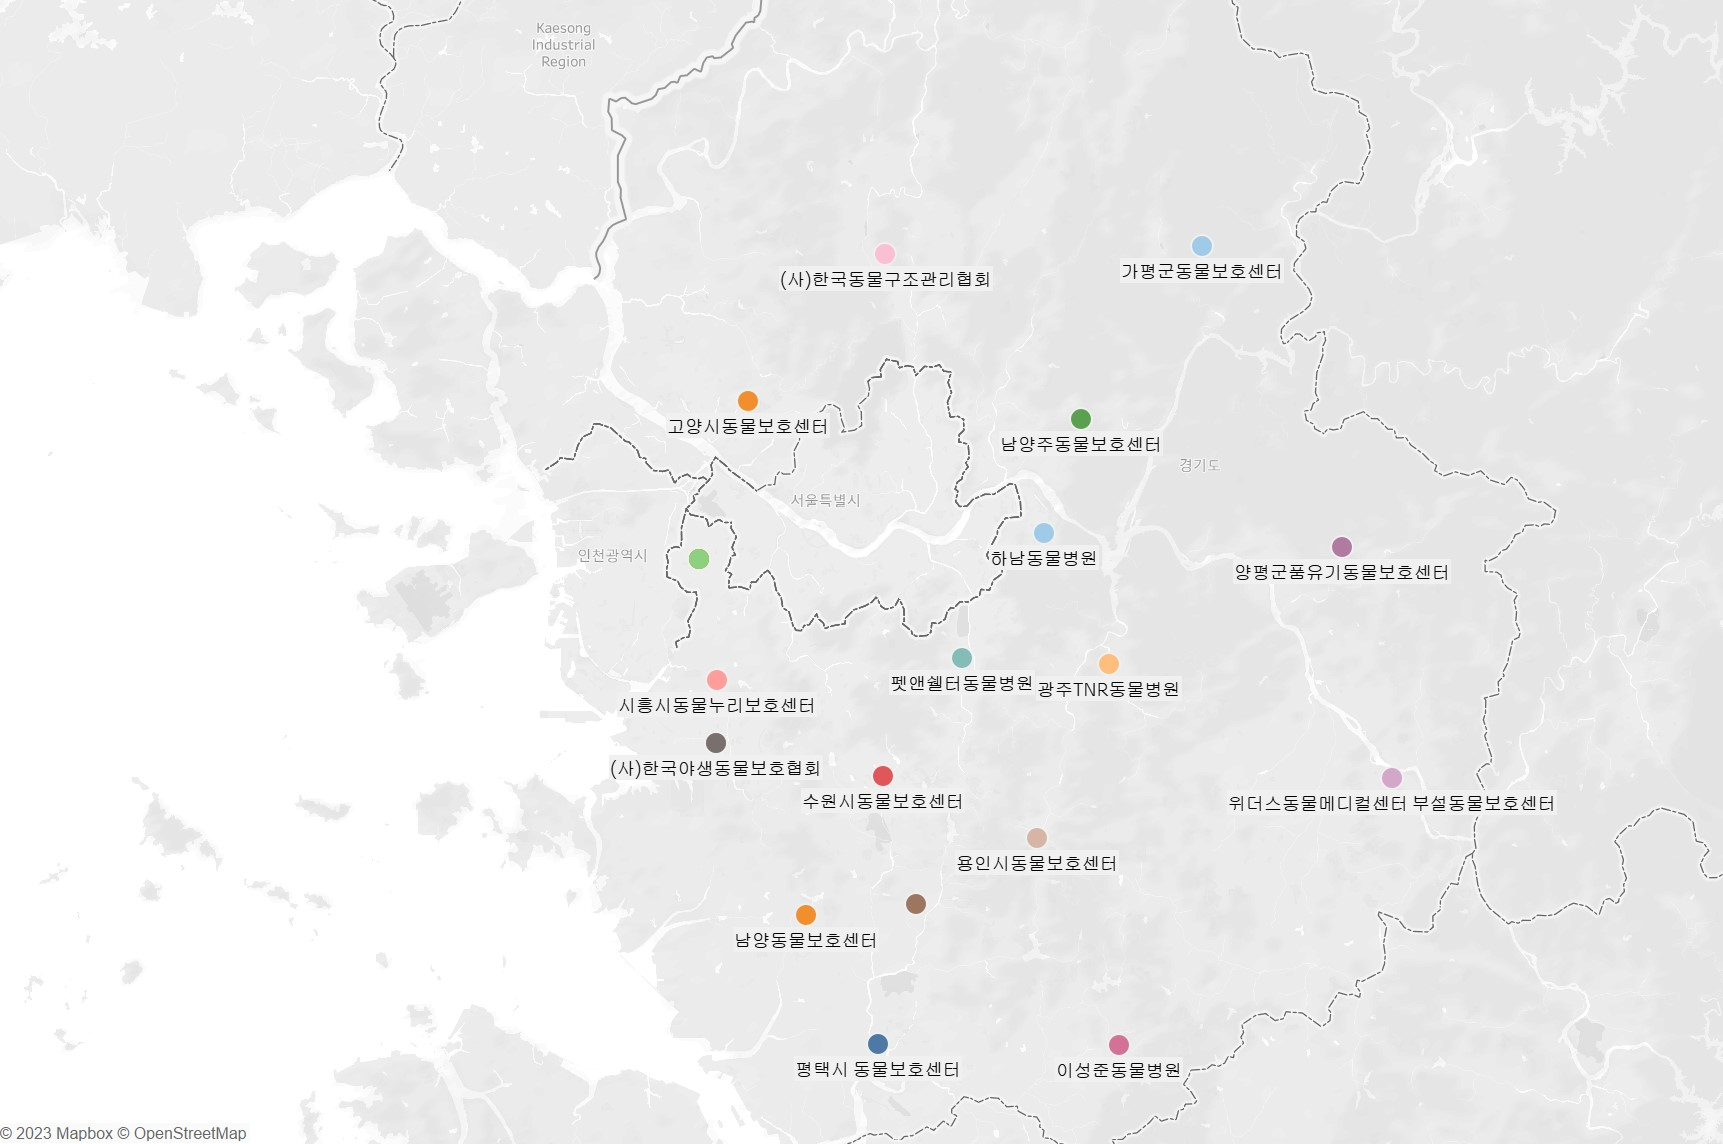 Kaesong
Industrial
Region
(사)한국동물구조관리협회
가평군동물보호센터
고양시동물보호센터
남양주동물보호센터
경기도
서울특별시
인천광역시
하남동물병원
양평군품유기동물보호센터
펫앤쉘터동물병원
광주TNR동물병원
시흥시동물누리보호센터
(사)한국야생동물보호협회
수원시동물보호센터
위더스동물메디컬센터 부설동물보호센터
용인시동물보호센터
남양동물보호센터
평택시 동물보호센터
이성준동물병원
© 2023 Mapbox © OpenStreetMap